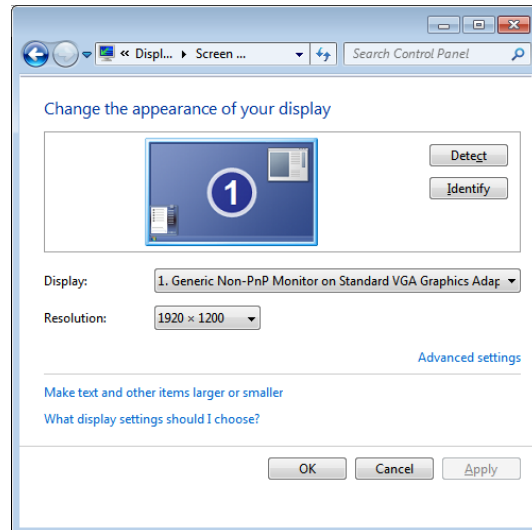 « Displ... ▸ Screen ...
Search Control Panel
Change the appearance of your display
1
Detect
Identify
Display:
1. Generic Non-PnP Monitor on Standard VGA Graphics Adap
Resolution:
1920 × 1200
Advanced settings
Make text and other items larger or smaller
What display settings should I choose?
OK
Cancel
Apply